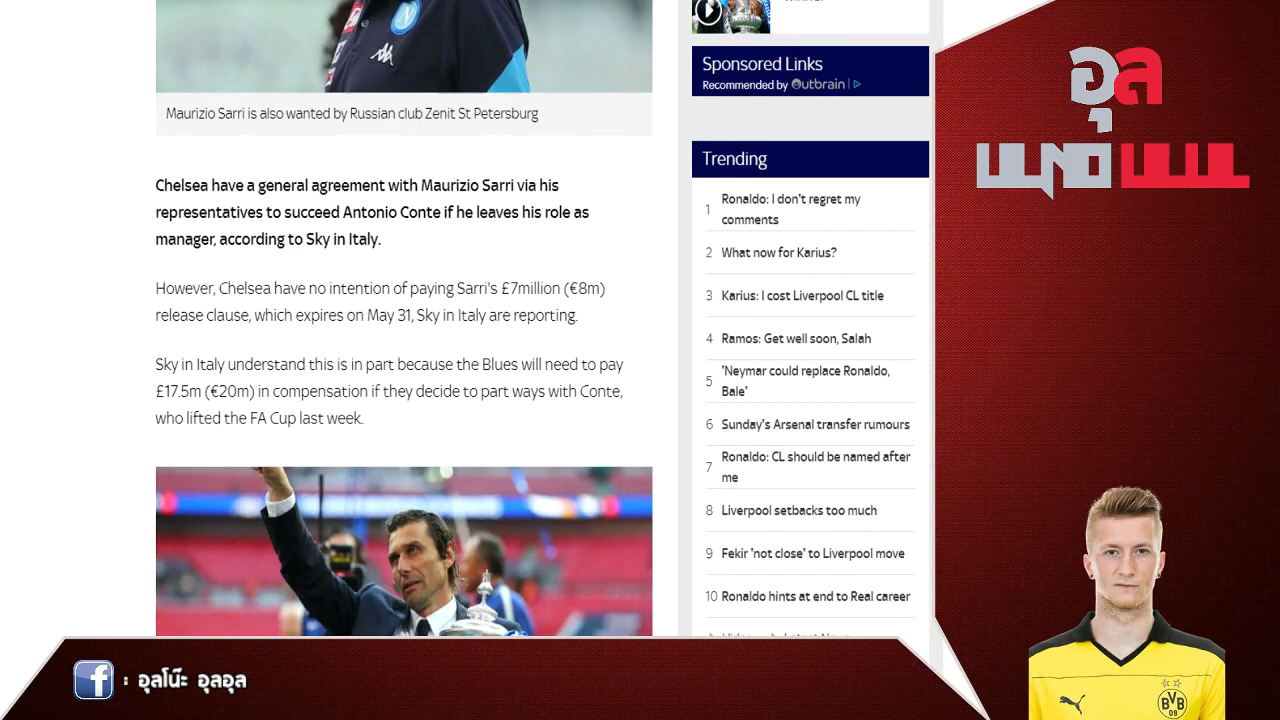 Maurizio Sarri is also wanted by Russian club Zenit St Petersburg
Chelsea have a general agreement with Maurizio Sarri via his
representatives to succeed Antonio Conte if he leaves his role as
manager, according to Sky in Italy.
However, Chelsea have no intention of paying Sarri's £7million (€8m)
release clause, which expires on May 31, Sky in Italy are reporting.
Sky in Italy understand this is in part because the Blues will need to pay
£17.5m (€20m) in compensation if they decide to part ways with Conte,
who lifted the FA Cup last week.
Sponsored Links
Recommended by Outbrain
Trending
1 Ronaldo: I don't regret my
comments
2 What now for Karius?
3 Karius: I cost Liverpool CL title
4 Ramos: Get well soon, Salah
5 'Neymar could replace Ronaldo,
Bale'
6 Sunday's Arsenal transfer rumours
7 Ronaldo: CL should be named after
me
8 Liverpool setbacks too much
9 Fekir 'not close' to Liverpool move
10 Ronaldo hints at end to Real career
อุล
BVB
09
f : อุลโน๊ะ อุลอุล